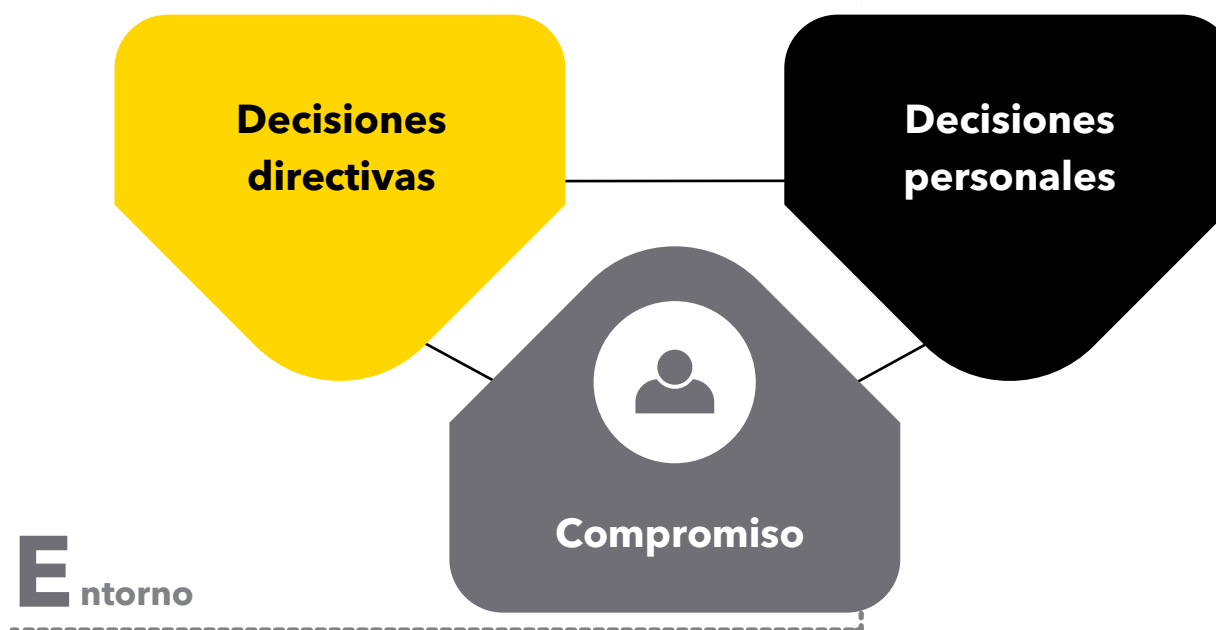 Decisiones
directivas
Decisiones
personales
Compromiso
Entorno